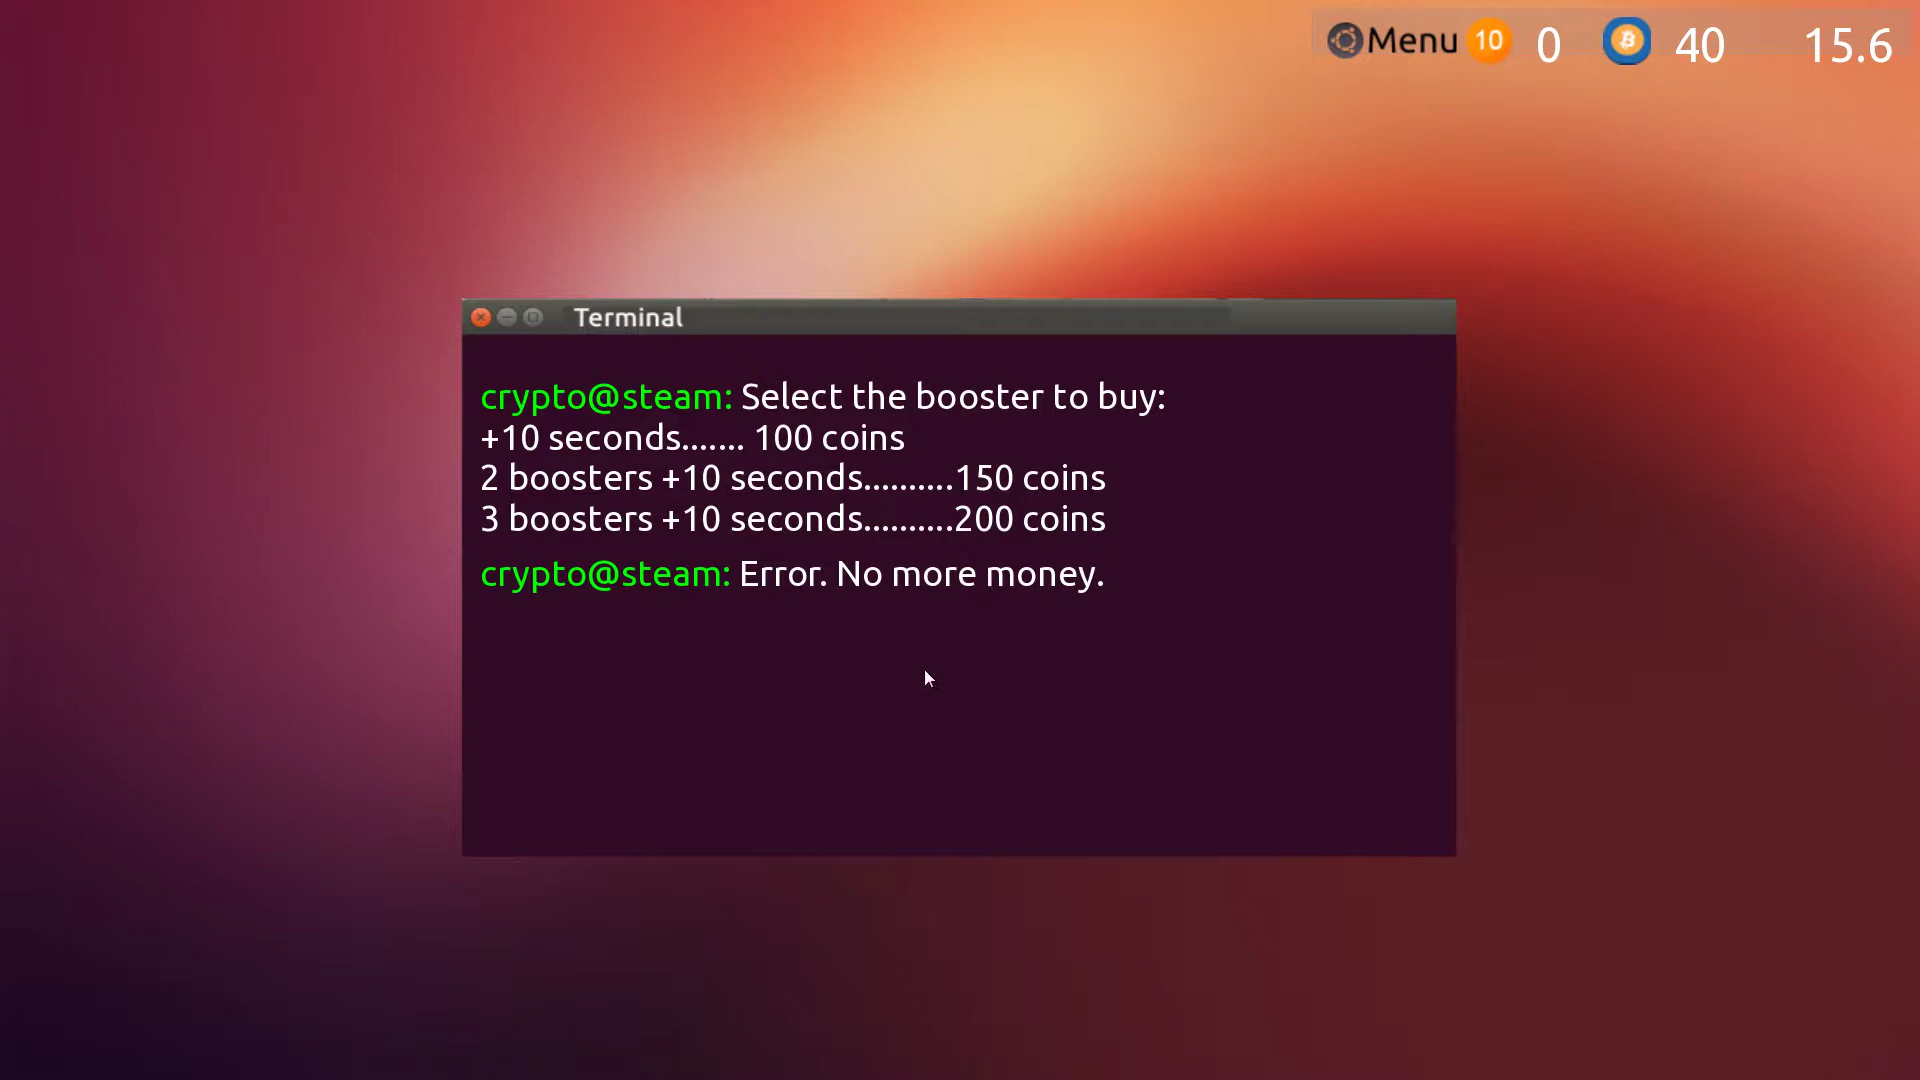 Menu 10 0 40 15.6
Terminal
crypto@steam: Select the booster to buy:
+10 seconds....... 100 coins
2 boosters +10 seconds..........150 coins
3 boosters +10 seconds..........200 coins
crypto@steam: Error. No more money.